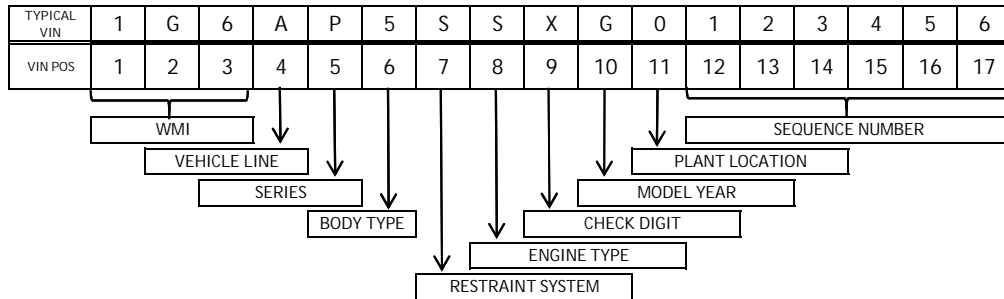 TYPICAL VIN 1 G 6 A P 5 S S X G 0 1 2 3 4 5 6
VIN POS 1 2 3 4 5 6 7 8 9 10 11 12 13 14 15 16 17
WMI SEQUENCE NUMBER
VEHICLE LINE PLANT LOCATION
SERIES MODEL YEAR
BODY TYPE CHECK DIGIT
ENGINE TYPE
RESTRAINT SYSTEM